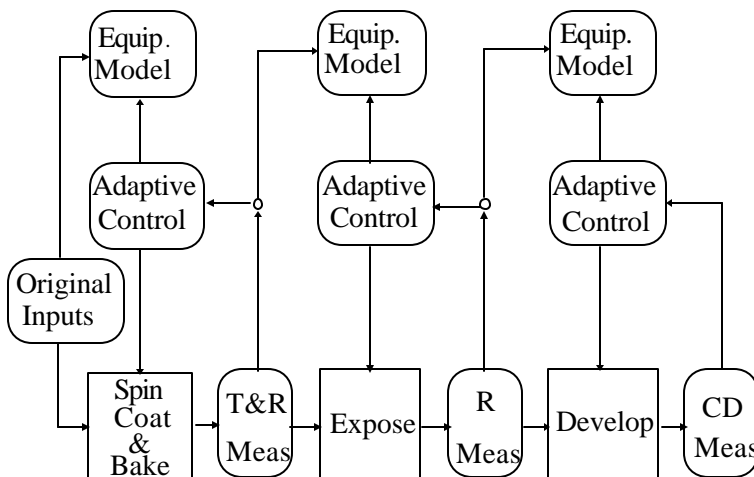 Equip.
Model
Equip.
Model
Equip.
Model
Adaptive
Control
Adaptive
Control
Adaptive
Control
Original
Inputs
Spin
Coat
&
Bake
T&R
Meas
Expose
R
Meas
Develop
CD
Meas